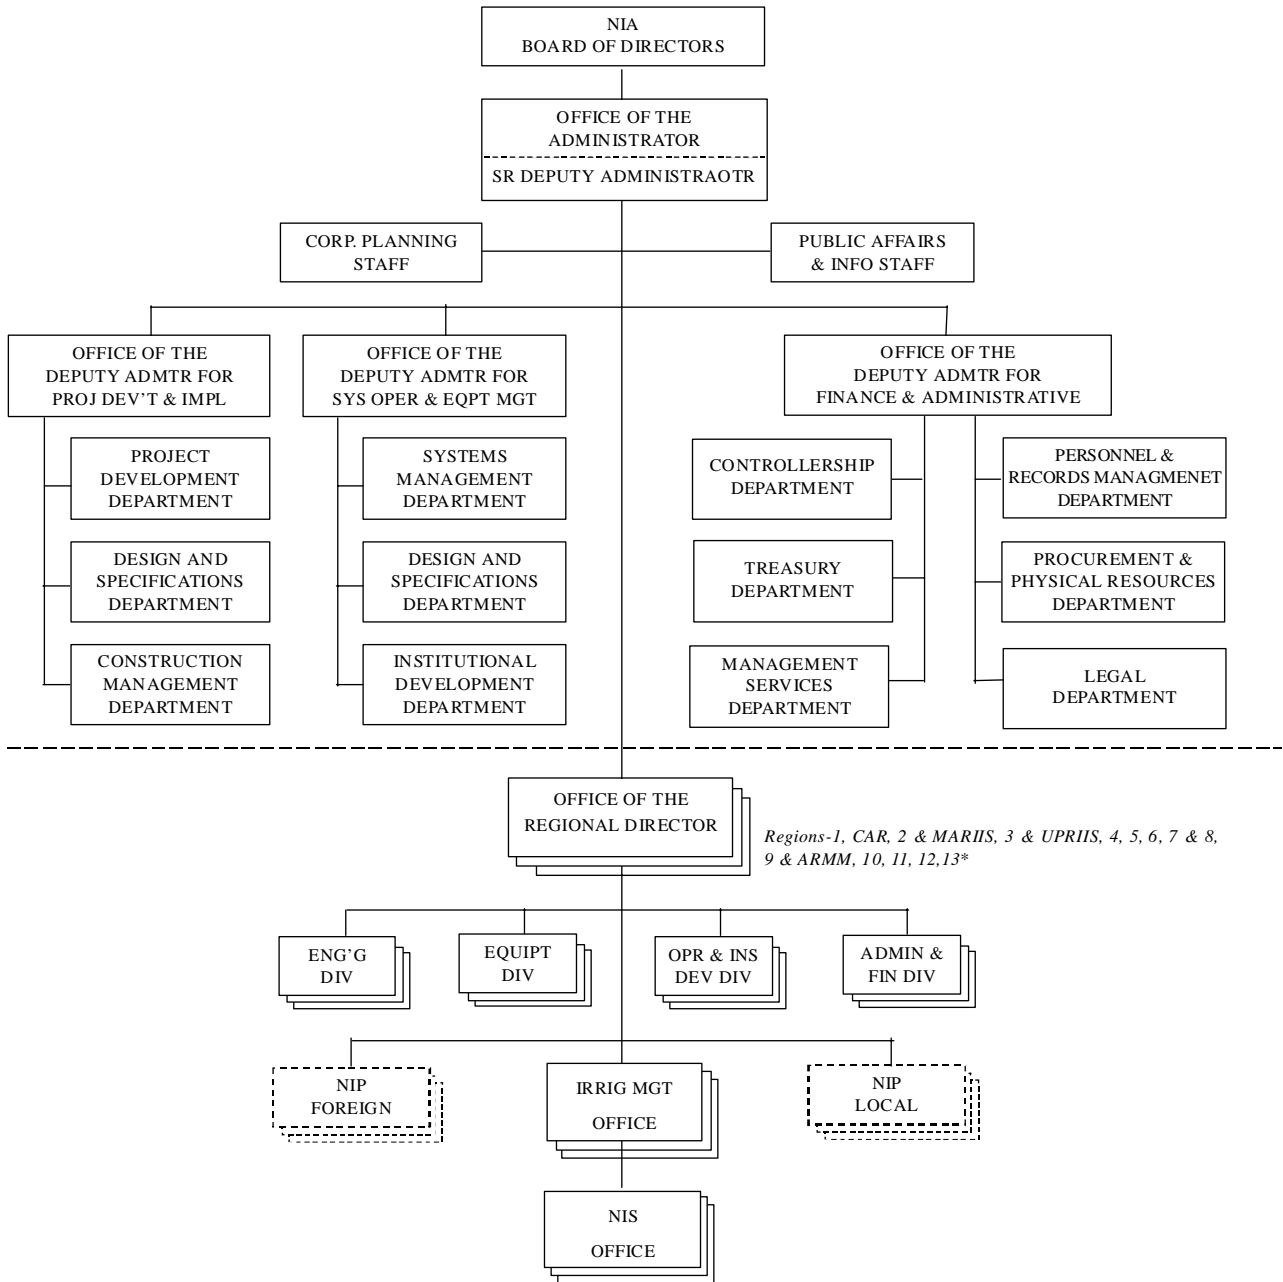 NIA
BOARD OF DIRECTORS
OFFICE OF THE
ADMINISTRATOR
SR DEPUTY ADMINISTRAOTR
CORP. PLANNING
STAFF
PUBLIC AFFAIRS
& INFO STAFF
OFFICE OF THE
DEPUTY ADMTR FOR
PROJ DEV’T & IMPL
OFFICE OF THE
DEPUTY ADMTR FOR
SYS OPER & EQPT MGT
OFFICE OF THE
DEPUTY ADMTR FOR
FINANCE & ADMINISTRATIVE
PROJECT
DEVELOPMENT
DEPARTMENT
SYSTEMS
MANAGEMENT
DEPARTMENT
CONTROLLERSHIP
DEPARTMENT
PERSONNEL &
RECORDS MANAGMENET
DEPARTMENT
DESIGN AND
SPECIFICATIONS
DEPARTMENT
DESIGN AND
SPECIFICATIONS
DEPARTMENT
TREASURY
DEPARTMENT
PROCUREMENT &
PHYSICAL RESOURCES
DEPARTMENT
CONSTRUCTION
MANAGEMENT
DEPARTMENT
INSTITUTIONAL
DEVELOPMENT
DEPARTMENT
MANAGEMENT
SERVICES
DEPARTMENT
LEGAL
DEPARTMENT
OFFICE OF THE
REGIONAL DIRECTOR
Regions-1, CAR, 2 & MARIIS, 3 & UPRIIS, 4, 5, 6, 7 & 8,
9 & ARMM, 10, 11, 12,13*
ENG’G
DIV
EQUIPT
DIV
OPR & INS
DEV DIV
ADMIN &
FIN DIV
NIP
FOREIGN
IRRIG MGT
OFFICE
NIP
LOCAL
NIS
OFFICE